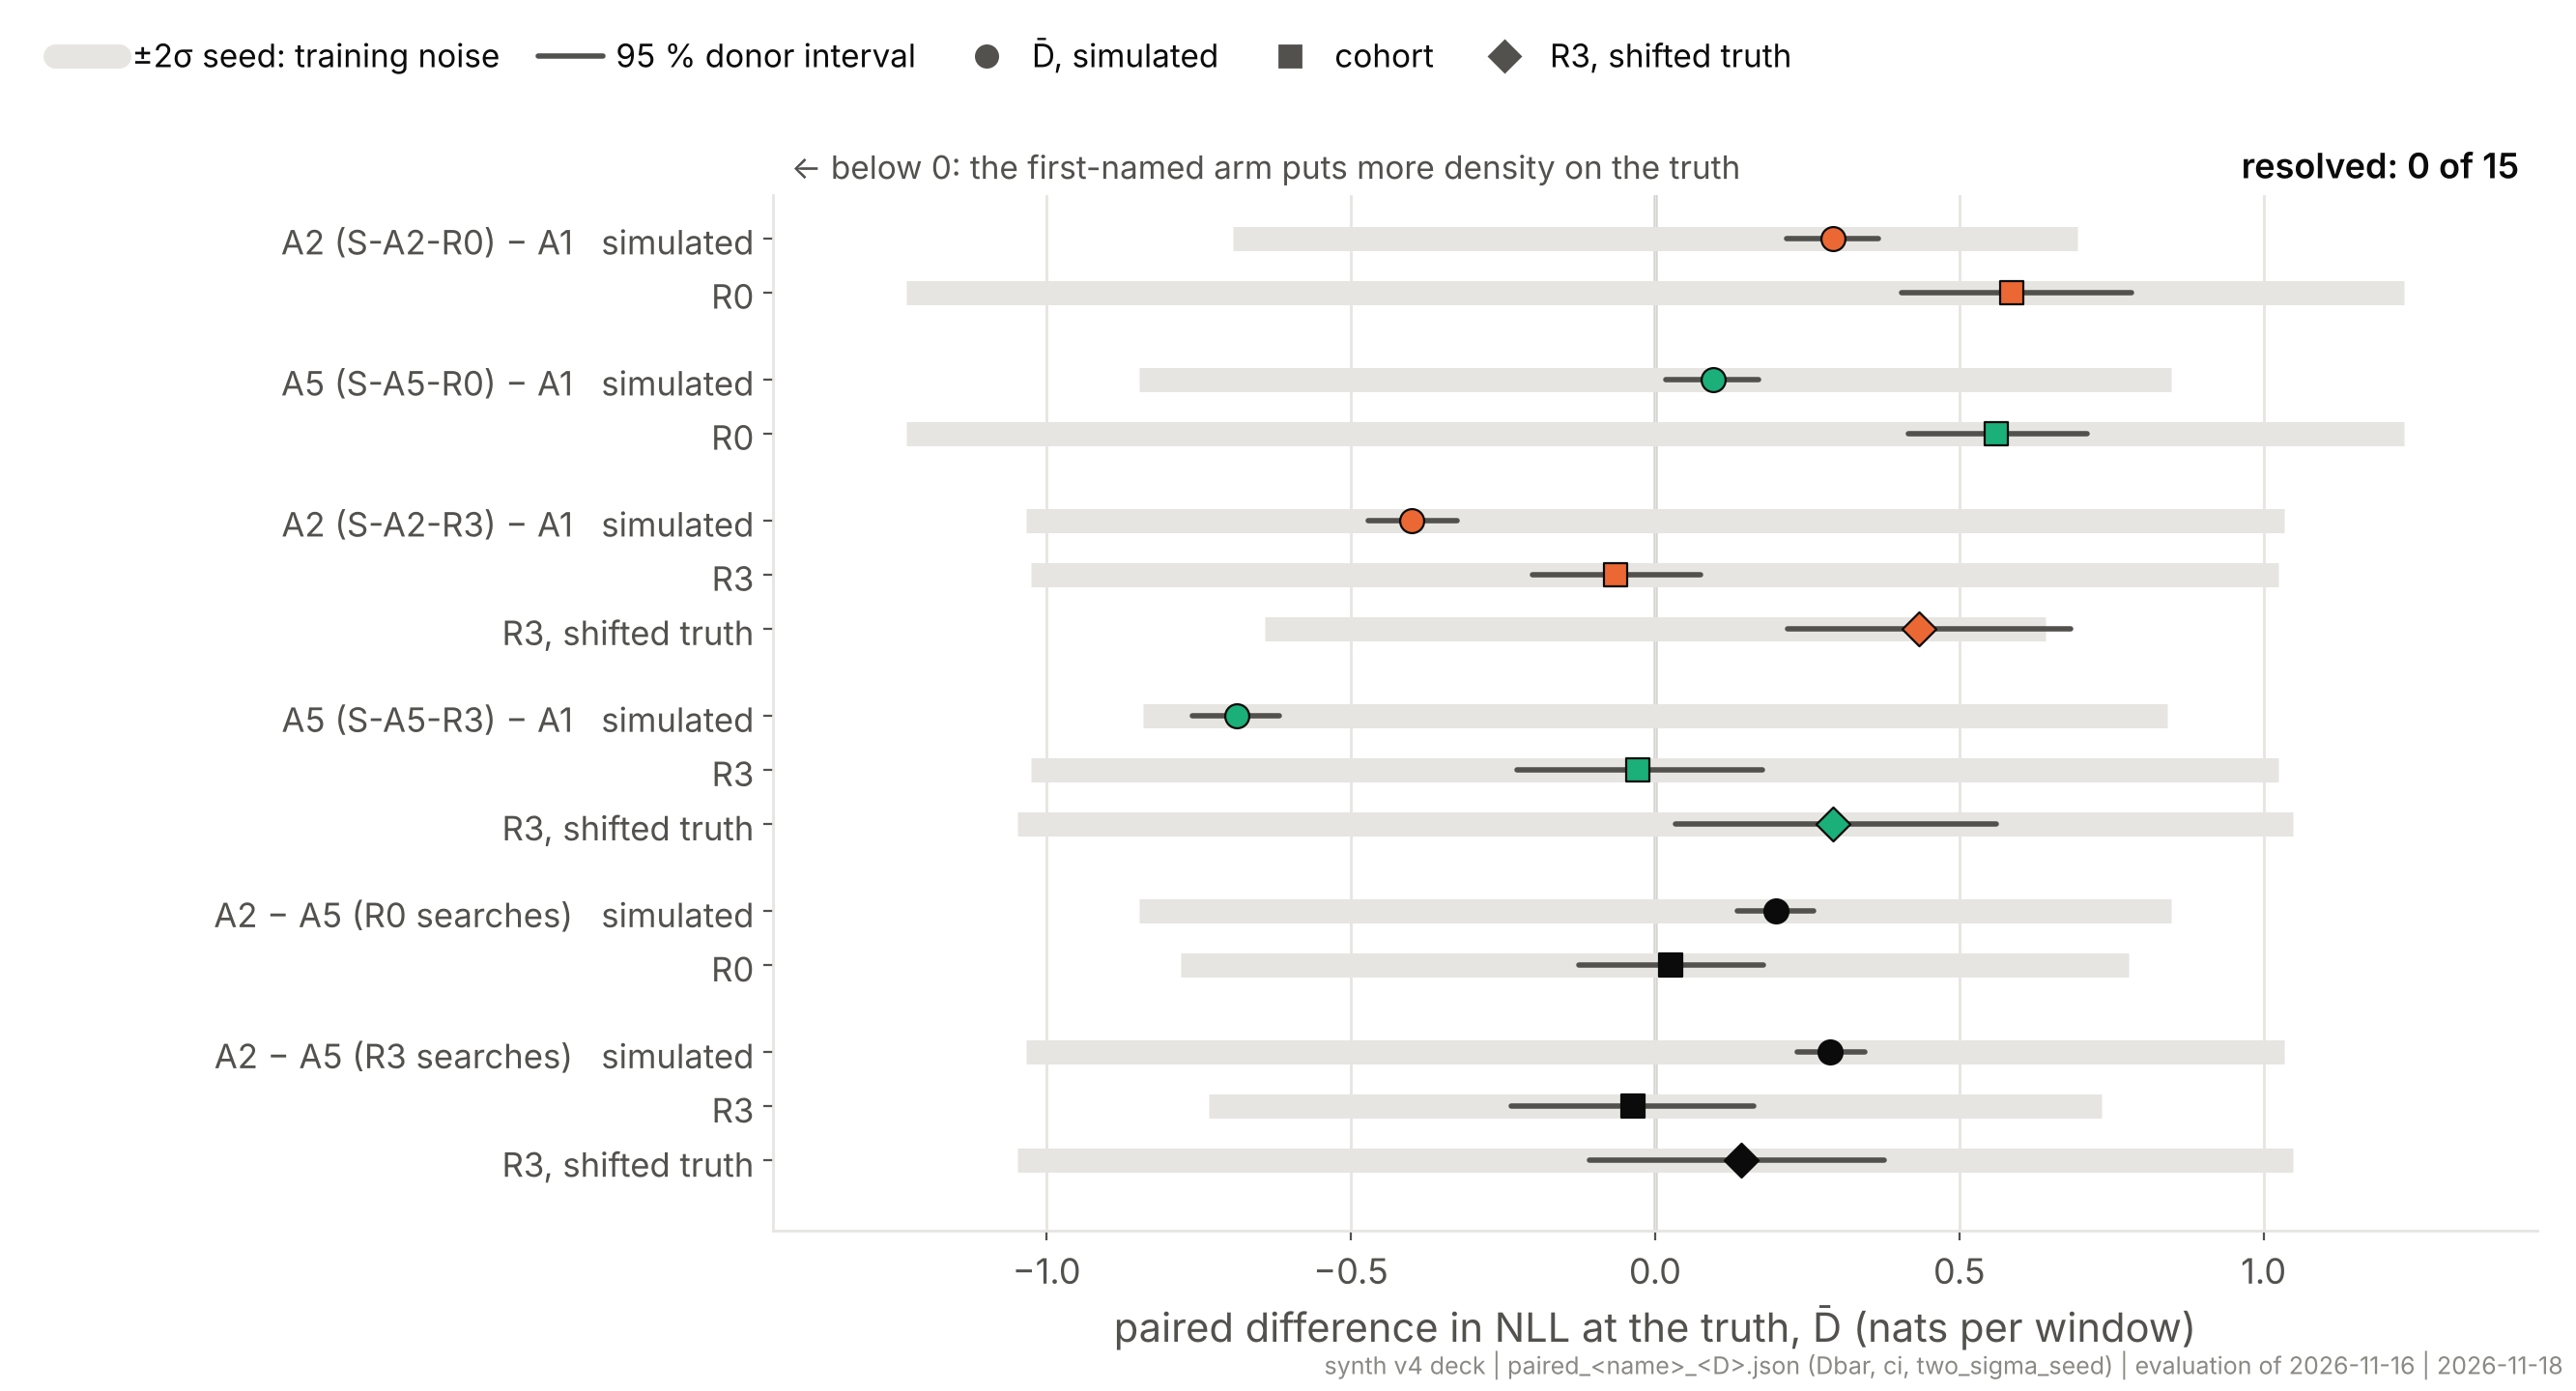 ±2σ seed: training noise 95 % donor interval D̄, simulated cohort R3, shifted truth
← below 0: the first-named arm puts more density on the truth resolved: 0 of 15
A2 (S-A2-R0) − A1 simulated
R0
A5 (S-A5-R0) − A1 simulated
R0
A2 (S-A2-R3) − A1 simulated
R3
R3, shifted truth
A5 (S-A5-R3) − A1 simulated
R3
R3, shifted truth
A2 − A5 (R0 searches) simulated
R0
A2 − A5 (R3 searches) simulated
R3
R3, shifted truth
−1.0 −0.5 0.0 0.5 1.0
paired difference in NLL at the truth, D̄ (nats per window)
synth v4 deck | paired_<name>_<D>.json (Dbar, ci, two_sigma_seed) | evaluation of 2026-11-16 | 2026-11-18